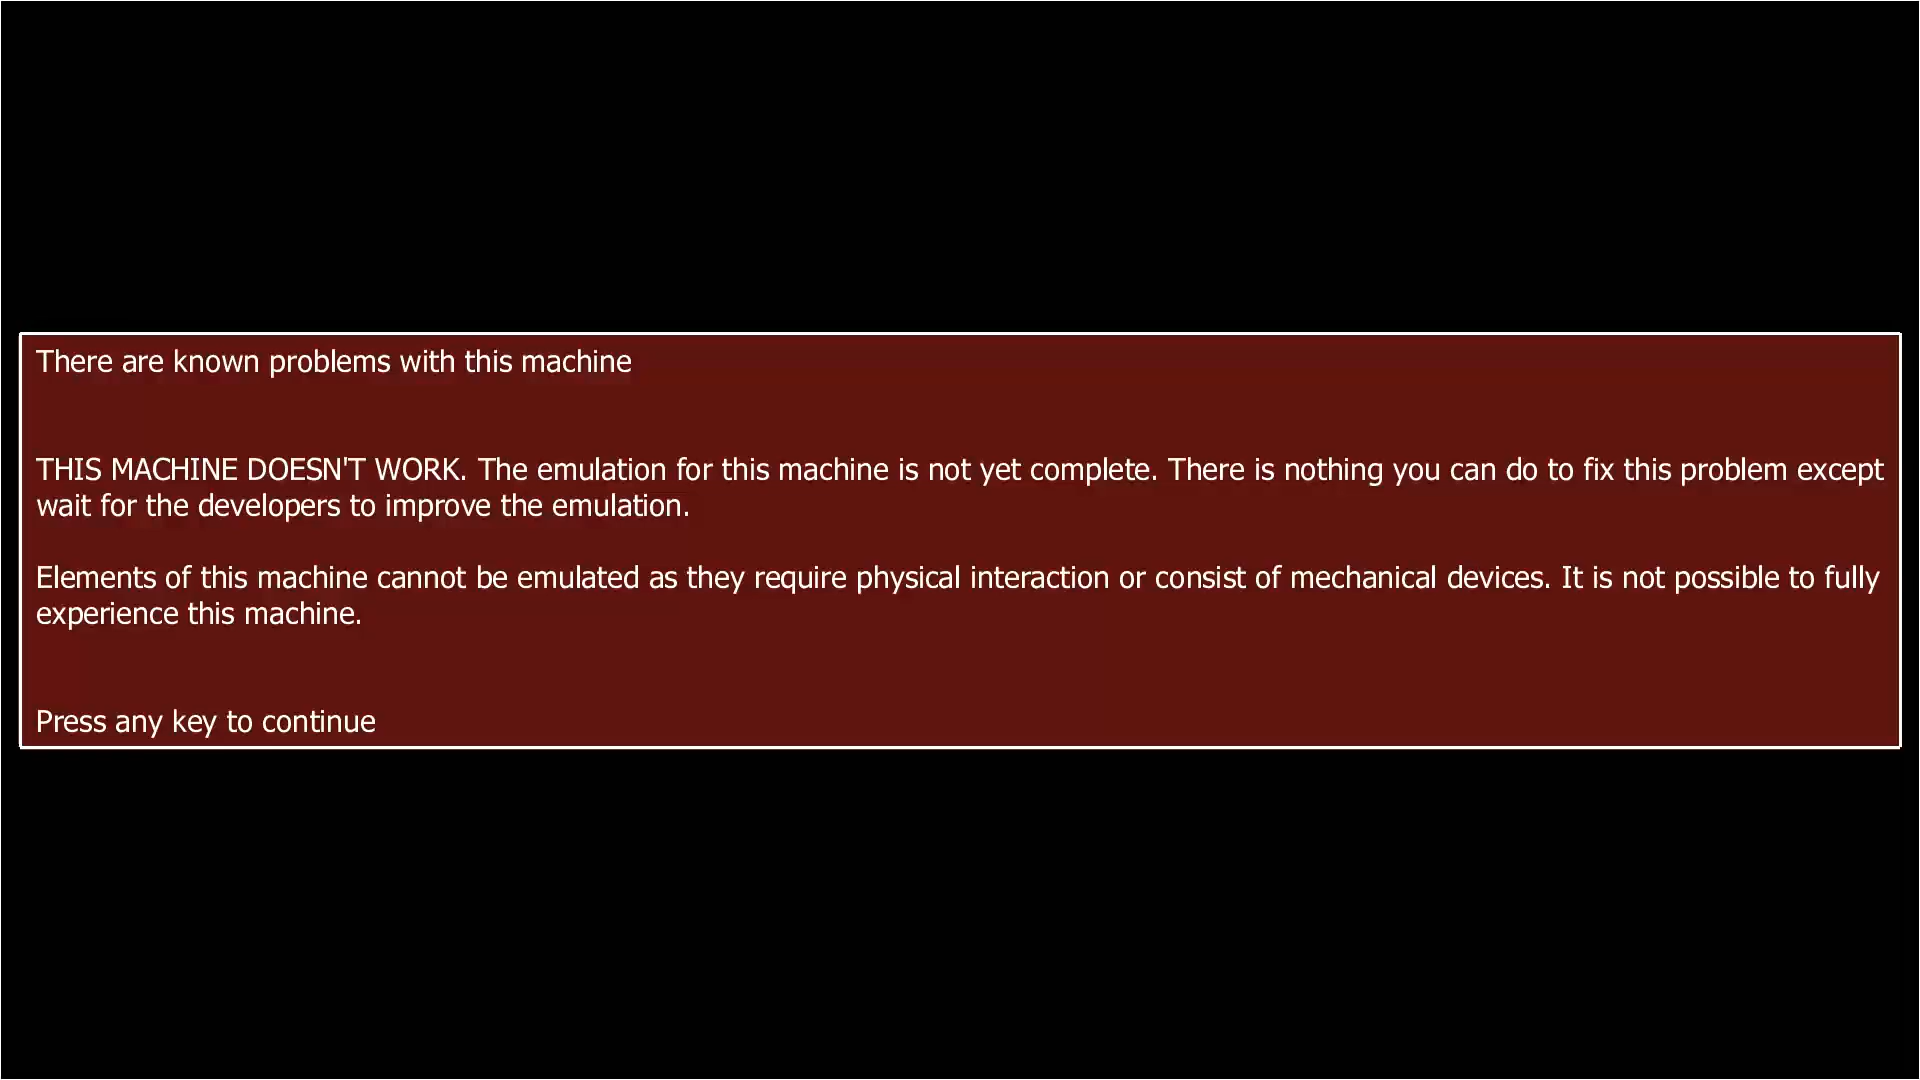 There are known problems with this machine
THIS MACHINE DOESN'T WORK. The emulation for this machine is not yet complete. There is nothing you can do to fix this problem except
wait for the developers to improve the emulation.
Elements of this machine cannot be emulated as they require physical interaction or consist of mechanical devices. It is not possible to fully
experience this machine.
Press any key to continue